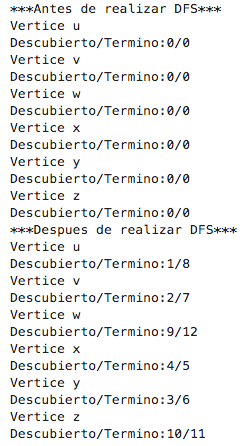 ***Antes de realizar DFS***
Vertice u
Descubierto/Termino:0/0
Vertice v
Descubierto/Termino:0/0
Vertice w
Descubierto/Termino:0/0
Vertice x
Descubierto/Termino:0/0
Vertice y
Descubierto/Termino:0/0
Vertice z
Descubierto/Termino:0/0
***Despues de realizar DFS***
Vertice u
Descubierto/Termino:1/8
Vertice v
Descubierto/Termino:2/7
Vertice w
Descubierto/Termino:9/12
Vertice x
Descubierto/Termino:4/5
Vertice y
Descubierto/Termino:3/6
Vertice z
Descubierto/Termino:10/11